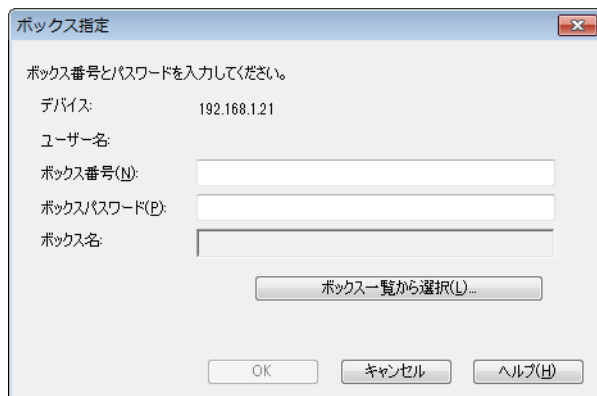 ボックス指定
ボックス番号とパスワードを入力してください。
デバイス: 192.168.1.21
ユーザー名:
ボックス番号(N):
ボックスパスワード(P):
ボックス名:
ボックス一覧から選択(L)...
OK キャンセル ヘルプ(H)